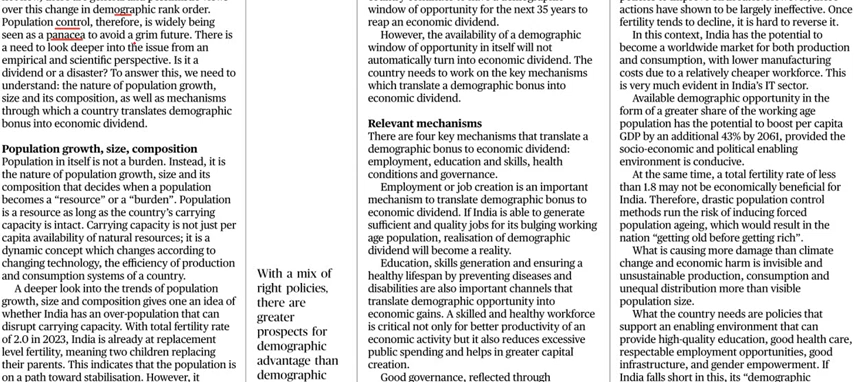 over this change in demographic rank order.
Population control, therefore, is widely being
seen as a panacea to avoid a grim future. There is
a need to look deeper into the issue from an
empirical and scientific perspective. Is it a
dividend or a disaster? To answer this, we need to
understand: the nature of population growth,
size and its composition, as well as mechanisms
through which a country translates demographic
bonus into economic dividend.
Population growth, size, composition
Population in itself is not a burden. Instead, it is
the nature of population growth, size and its
composition that decides when a population
becomes a “resource” or a “burden”. Population
is a resource as long as the country’s carrying
capacity is intact. Carrying capacity is not just per
capita availability of natural resources; it is a
dynamic concept which changes according to
changing technology, the efficiency of production
and consumption systems of a country.
A deeper look into the trends of population
growth, size and composition gives one an idea of
whether India has an over-population that can
disrupt carrying capacity. With total fertility rate
of 2.0 in 2023, India is already at replacement
level fertility, meaning two children replacing
their parents. This indicates that the population is
on a path toward stabilisation. However, it
With a mix of
right policies,
there are
greater
prospects for
demographic
advantage than
demographic
window of opportunity for the next 35 years to
reap an economic dividend.
However, the availability of a demographic
window of opportunity in itself will not
automatically turn into economic dividend. The
country needs to work on the key mechanisms
which translate a demographic bonus into
economic dividend.
Relevant mechanisms
There are four key mechanisms that translate a
demographic bonus to economic dividend:
employment, education and skills, health
conditions and governance.
Employment or job creation is an important
mechanism to translate demographic bonus to
economic dividend. If India is able to generate
sufficient and quality jobs for its bulging working
age population, realisation of demographic
dividend will become a reality.
Education, skills generation and ensuring a
healthy lifespan by preventing diseases and
disabilities are also important channels that
translate demographic opportunity into
economic gains. A skilled and healthy workforce
is critical not only for better productivity of an
economic activity but it also reduces excessive
public spending and helps in greater capital
creation.
Good governance, reflected through
actions have shown to be largely ineffective. Once
fertility tends to decline, it is hard to reverse it.
In this context, India has the potential to
become a worldwide market for both production
and consumption, with lower manufacturing
costs due to a relatively cheaper workforce. This
is very much evident in India’s IT sector.
Available demographic opportunity in the
form of a greater share of the working age
population has the potential to boost per capita
GDP by an additional 43% by 2061, provided the
socio-economic and political enabling
environment is conducive.
At the same time, a total fertility rate of less
than 1.8 may not be economically beneficial for
India. Therefore, drastic population control
methods run the risk of inducing forced
population ageing, which would result in the
nation “getting old before getting rich”.
What is causing more damage than climate
change and economic harm is invisible and
unsustainable production, consumption and
unequal distribution more than visible
population size.
What the country needs are policies that
support an enabling environment that can
provide high-quality education, good health care,
respectable employment opportunities, good
infrastructure, and gender empowerment. If
India falls short in this, its “demographic